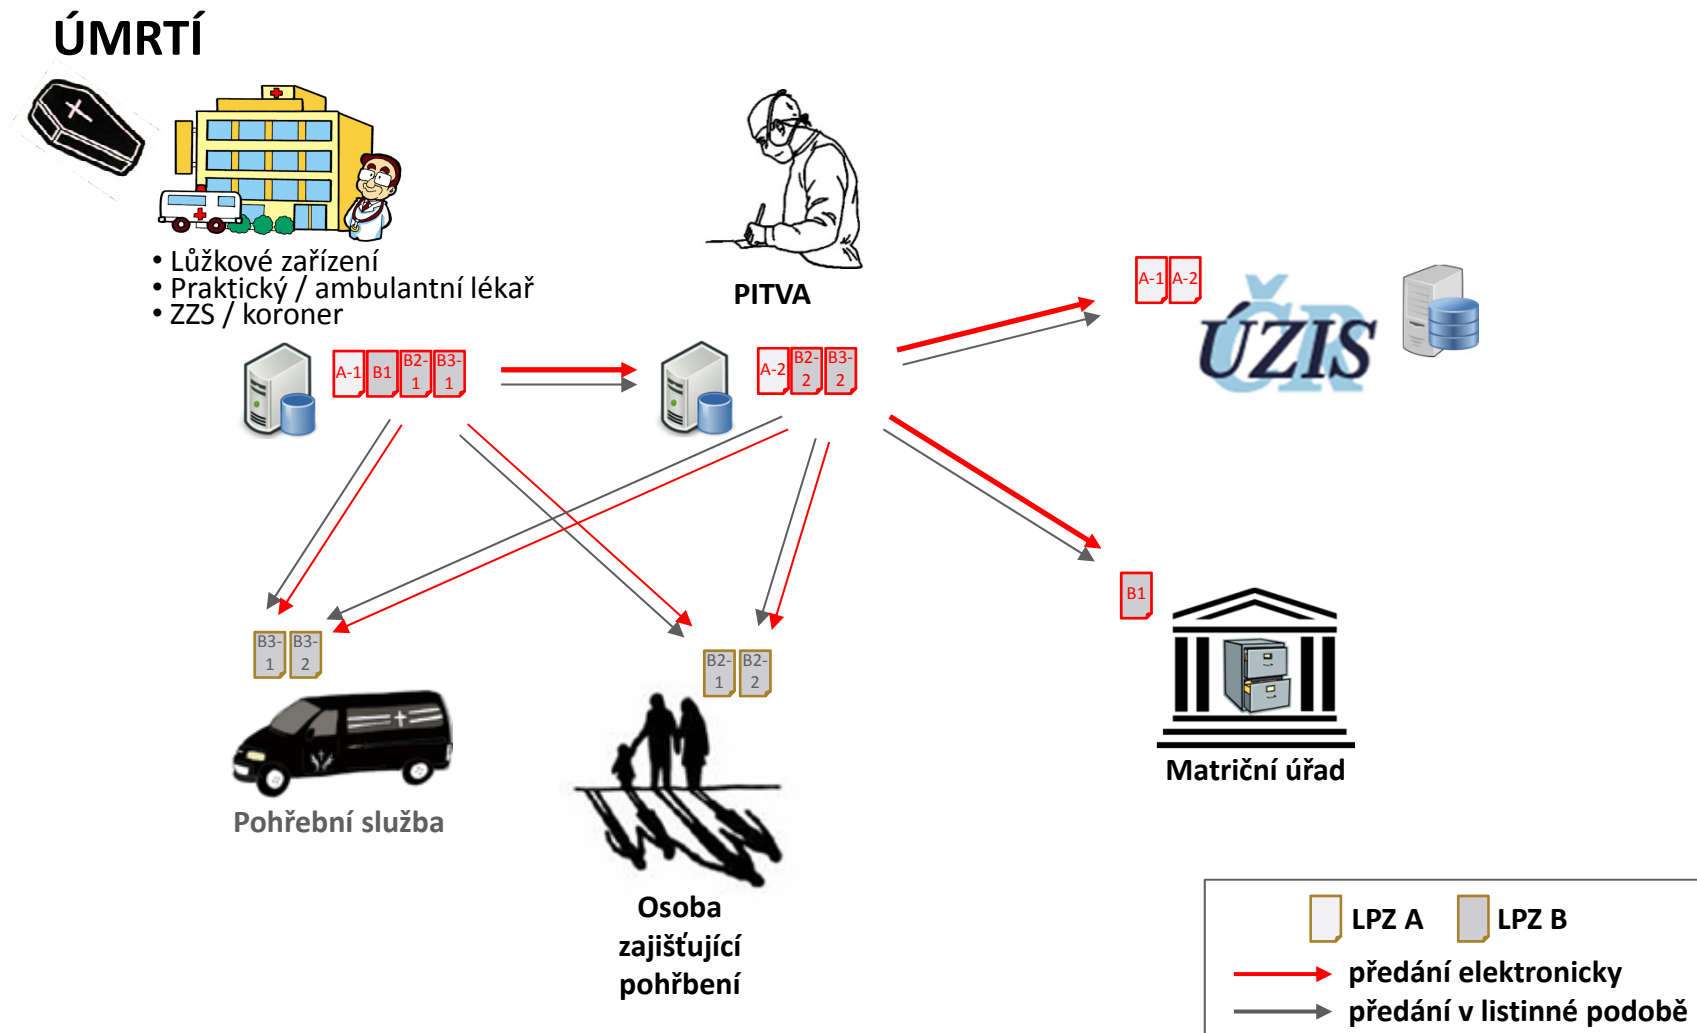 ÚMRTÍ
• Lůžkové zařízení
• Praktický / ambulantní lékař
• ZZS / koroner
PITVA
A-1 A-2
ÚZIS
ČR
A-1 B1 B2-1 B3-1
A-2 B2-2 B3-2
B1
B3-1 B3-2
B2-1 B2-2
Matriční úřad
Pohřební služba
Osoba
zajišťující
pohřbení
LPZ A LPZ B
předání elektronicky
předání v listinné podobě